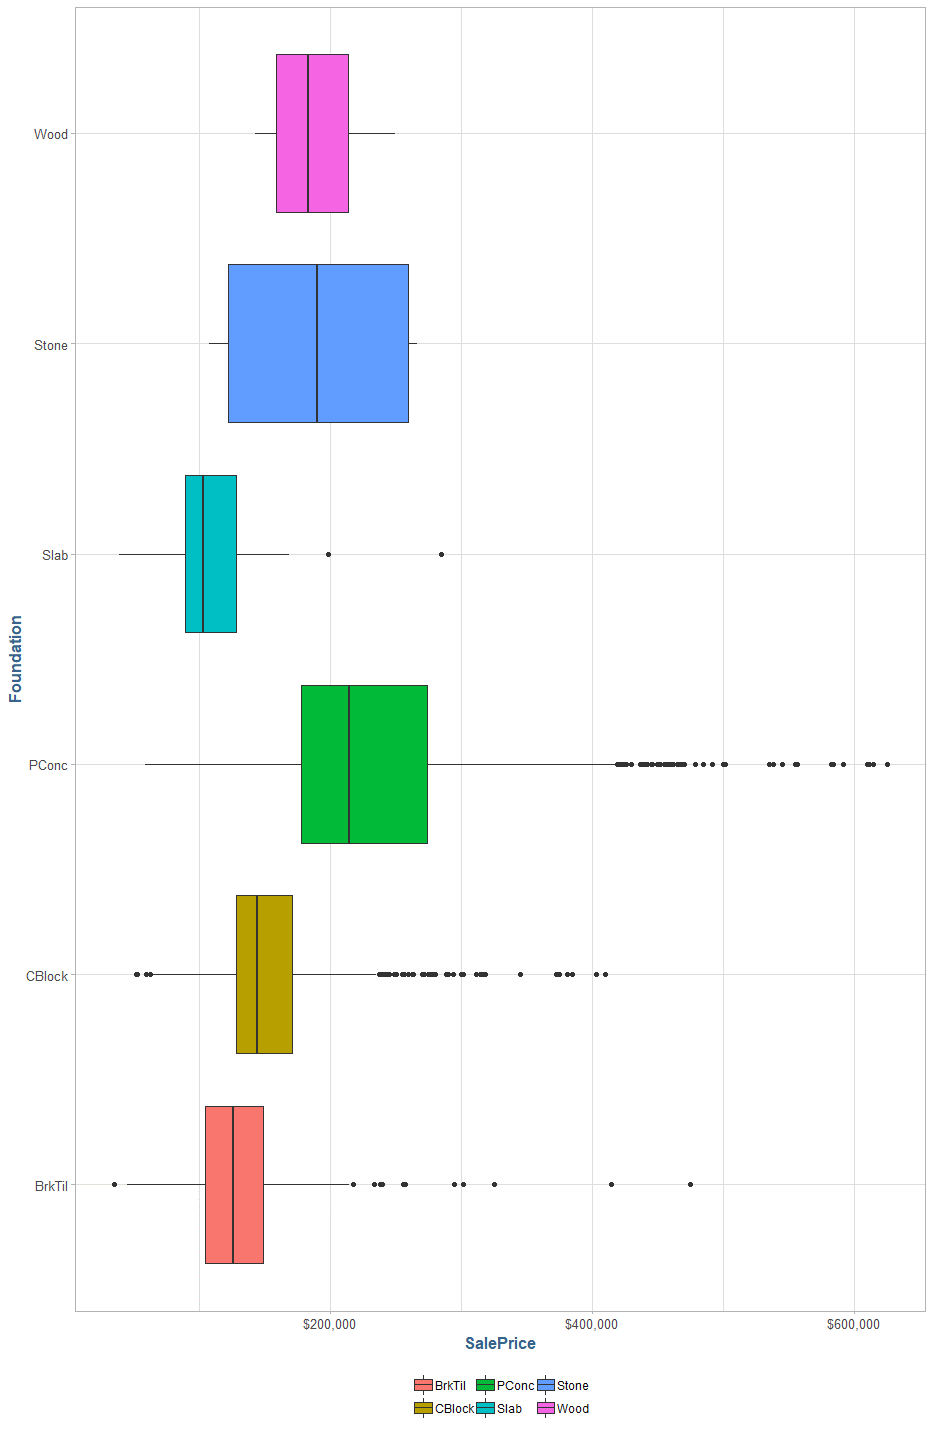 Wood
Stone
Slab
PConc
CBlock
BrkTil
Foundation
$200,000 $400,000 $600,000
SalePrice
BrkTil PConc Stone
CBlock Slab Wood